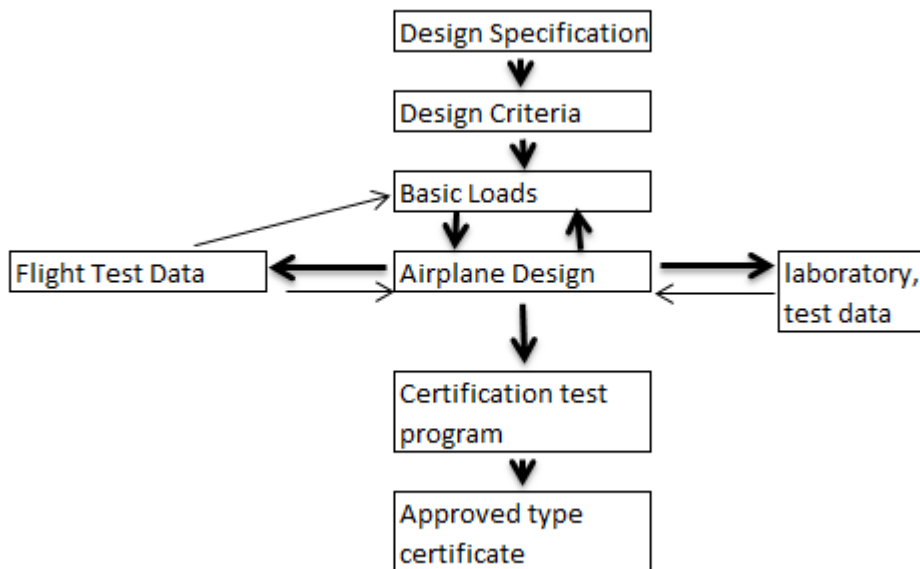 Design Specification
Design Criteria
Basic Loads
Flight Test Data
Airplane Design
laboratory,
test data
Certification test
program
Approved type
certificate